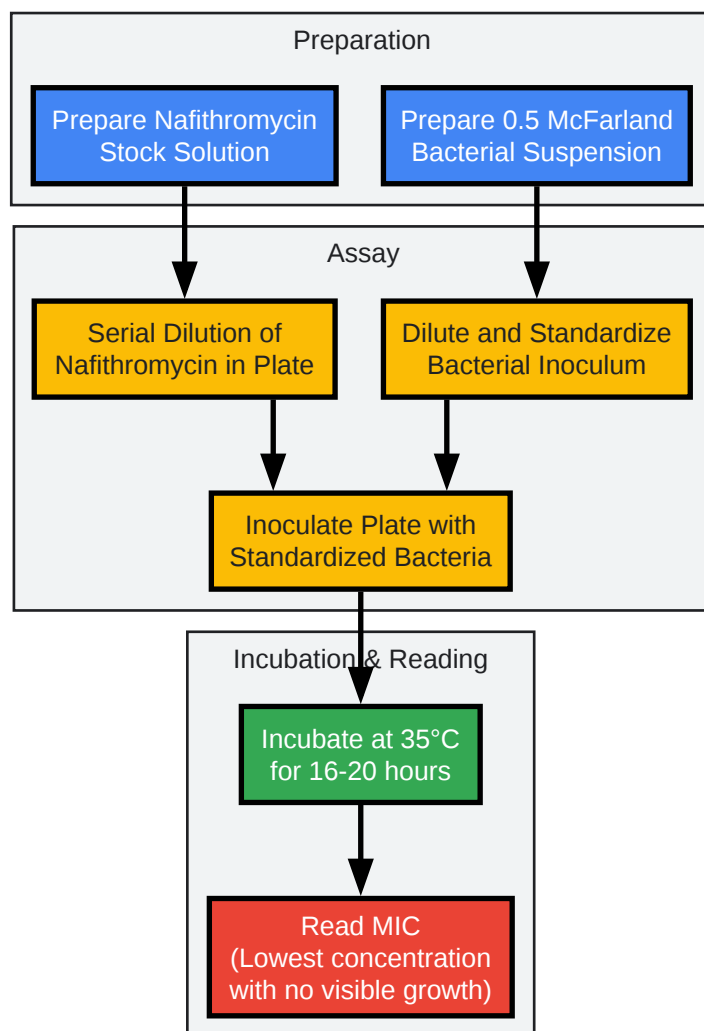 Preparation
Prepare Nafithromycin
Stock Solution
Prepare 0.5 McFarland
Bacterial Suspension
Assay
Serial Dilution of
Nafithromycin in Plate
Dilute and Standardize
Bacterial Inoculum
Inoculate Plate with
Standardized Bacteria
Incubation & Reading
Incubate at 35°C
for 16-20 hours
Read MIC
(Lowest concentration
with no visible growth)